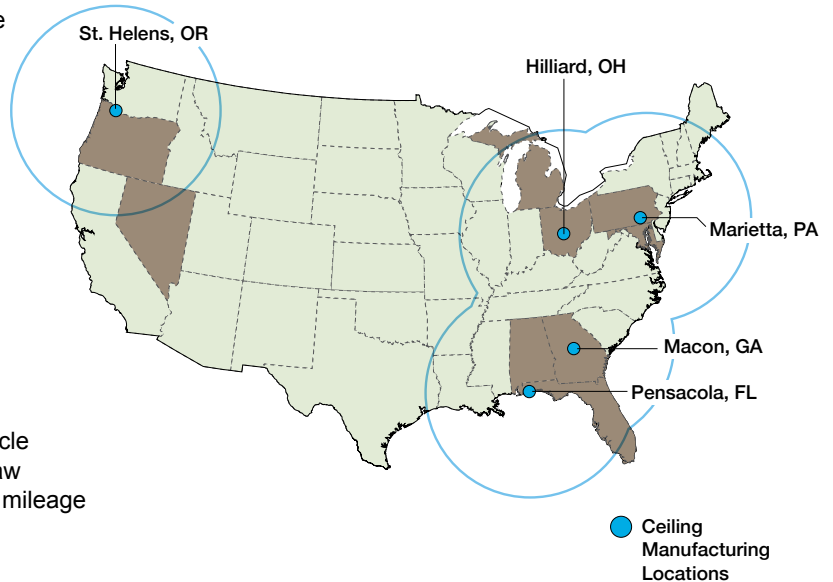 e
St. Helens, OR
Hilliard, OH
Marietta, PA
Macon, GA
Pensacola, FL
cle
aw
mileage
Ceiling
Manufacturing
Locations